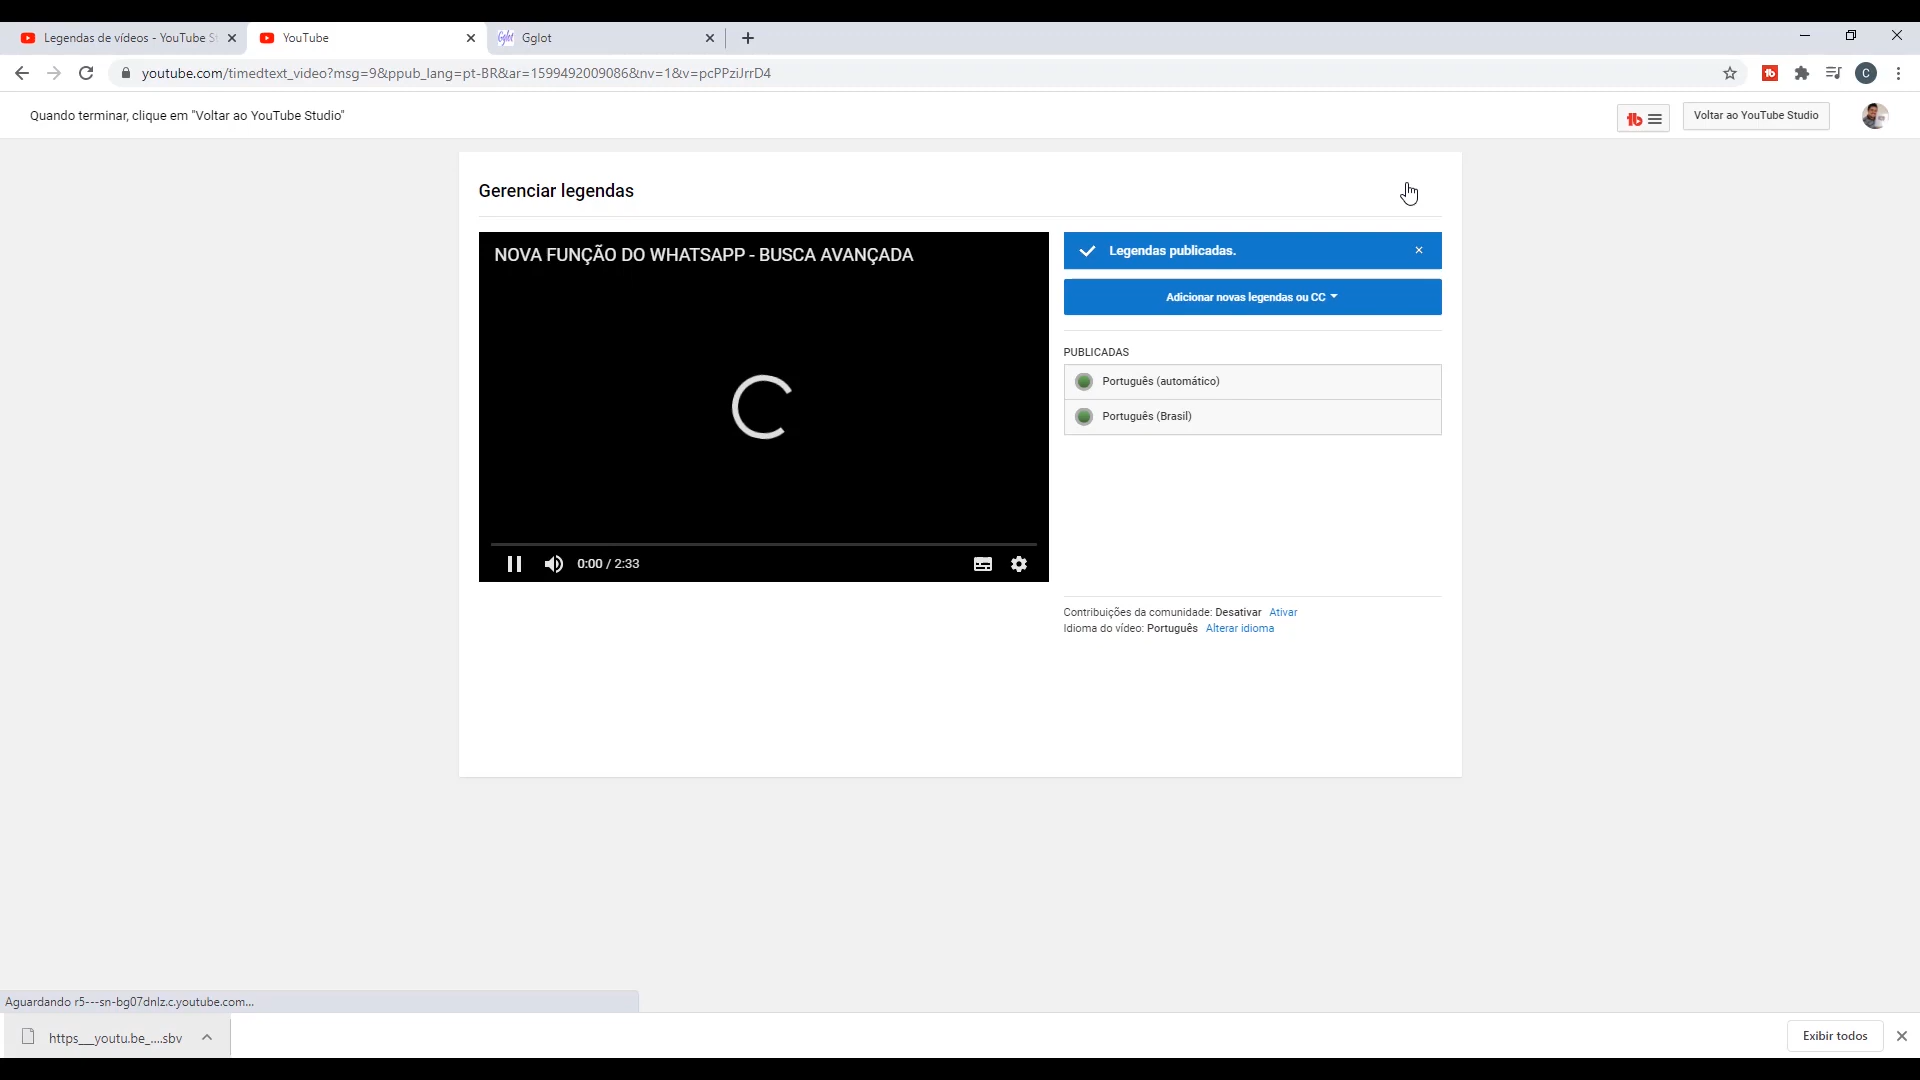 Legendas de vídeos - YouTube St
YouTube
Gglot
youtube.com/timedtext_video?msg=9&ppub_lang=pt-BR&ar=1599492009086&nv=1&v=pcPPziJrrD4
C
Quando terminar, clique em "Voltar ao YouTube Studio"
Voltar ao YouTube Studio
Gerenciar legendas
NOVA FUNÇÃO DO WHATSAPP - BUSCA AVANÇADA
0:00 / 2:33
Legendas publicadas.
Adicionar novas legendas ou CC
PUBLICADAS
Português (automático)
Português (Brasil)
Contribuições da comunidade: Desativar Ativar
Idioma do vídeo: Português Alterar idioma
Aguardando r5---sn-bg07dnlz.c.youtube.com...
https___youtu.be_....sbv
Exibir todos